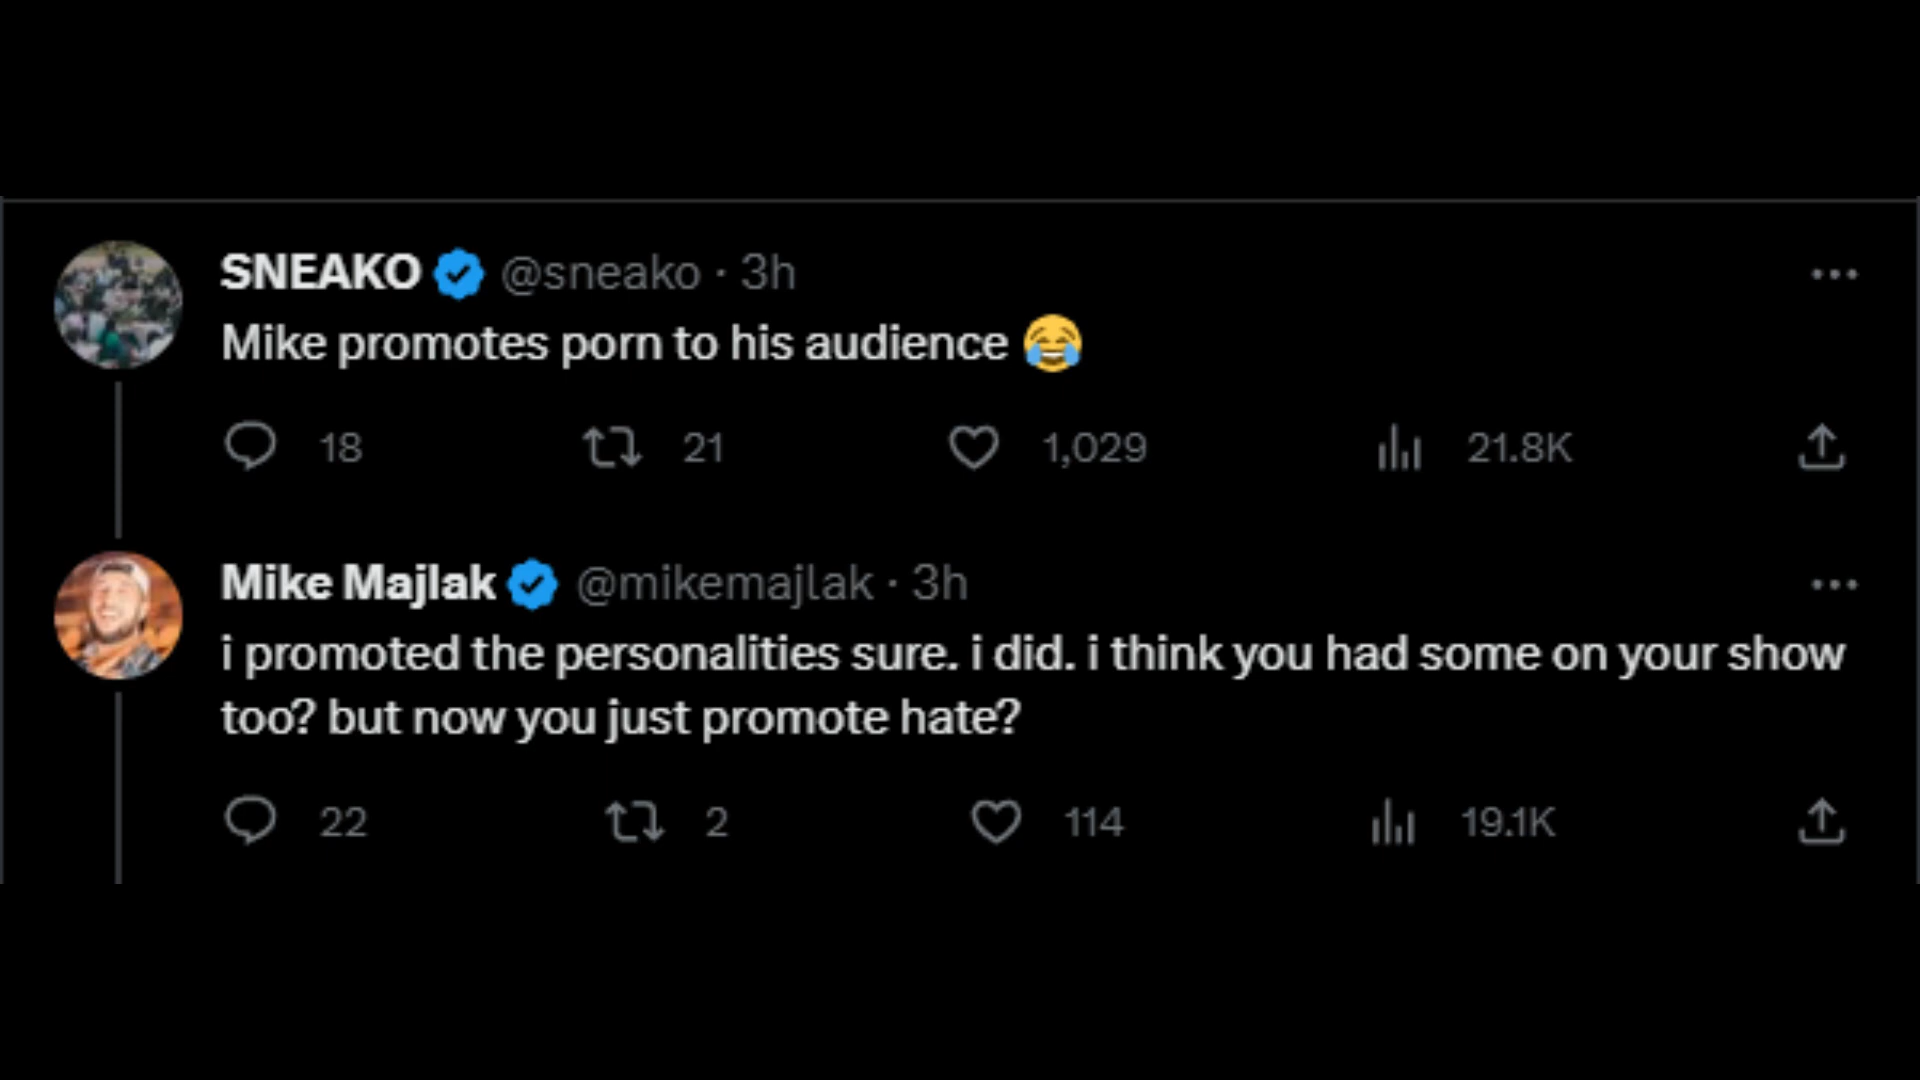 SNEAKO @sneako · 3h
Mike promotes porn to his audience 😂
18 21 1,029 21.8K
Mike Majlak @mikemajlak · 3h
i promoted the personalities sure. i did. i think you had some on your show
too? but now you just promote hate?
22 2 114 19.1K